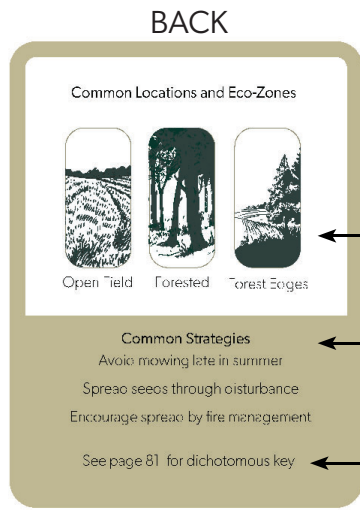 BACK
Common Locations and Eco-Zones
Open Field Forested Forest Edges
Common Strategies
Avoid mowing late in summer
Spread seeds through disturbance
Encourage spread by fire management
See page 81 for dichotomous key